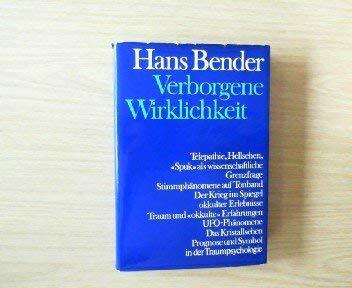 Hans Bender
Verborgene
Wirklichkeit
Telepathie, Hellsehen,
«Spuk» als wissenschaftliche
Grenzfrage
Stimmphänomene auf Tonband
Der Krieg im Spiegel
okkulter Erlebnisse
Traum und «okkulte» Erfahrungen
UFO-Phänomene
Das Kristallsehen
Prognose und Symbol
in der Traumpsychologie